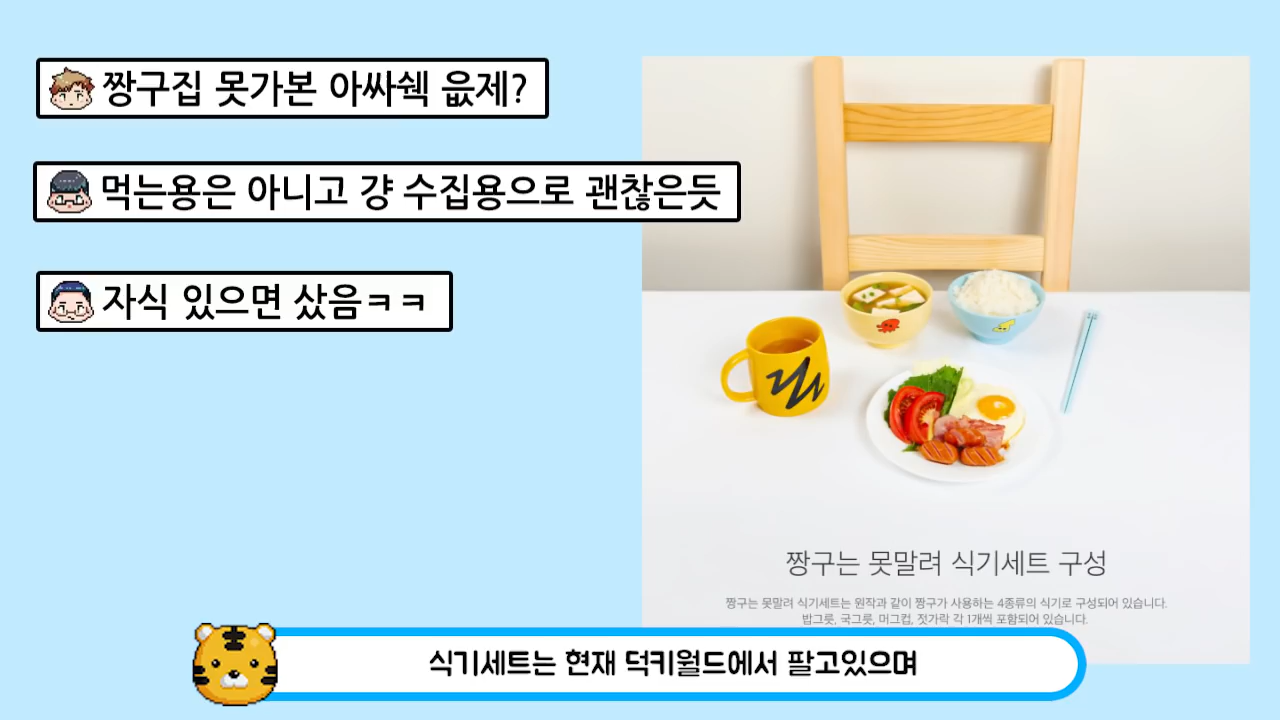 짱구집 못가본 아싸쉑 읎제?
먹는용은 아니고 걍 수집용으로 괜찮은듯
자식 있으면 샀음ㅋㅋ
짱구는 못말려 식기세트 구성
짱구는 못말려 식기세트는 원작과 같이 짱구가 사용하는 4종류의 식기로 구성되어 있습니다.
밥그릇, 국그릇, 머그컵, 젓가락 각 1개씩 포함되어 있습니다.
식기세트는 현재 덕키월드에서 팔고있으며